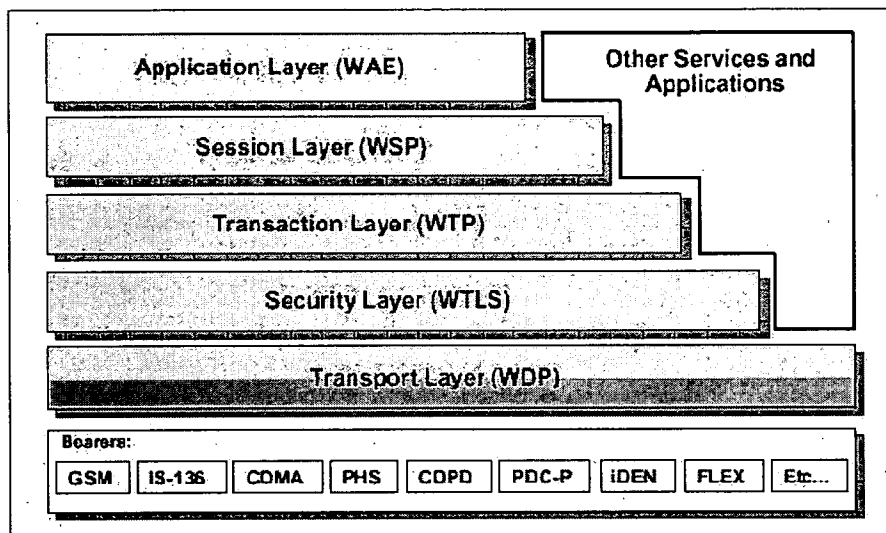 Application Layer (WAE)
Other Services and
Applications
Session Layer (WSP)
Transaction Layer (WTP)
Security Layer (WTLS)
Transport Layer (WDP)
Bearers:
GSM IS-136 CDMA PHS CDPD PDC-P iDEN FLEX Etc...